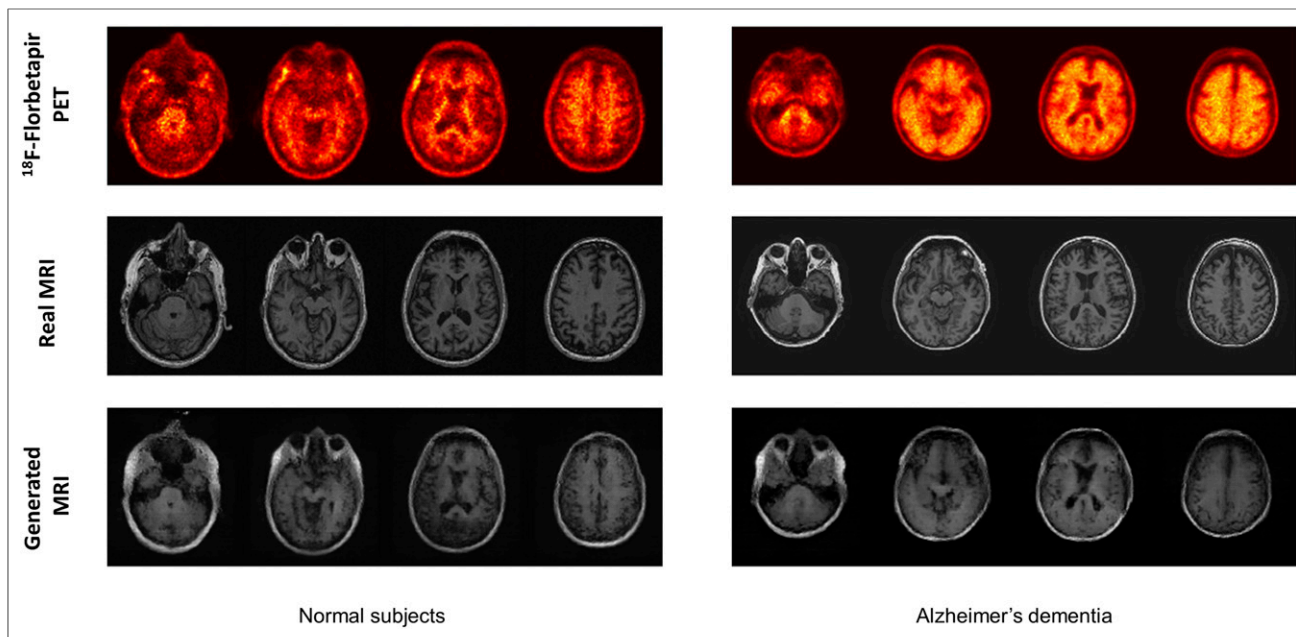 ¹⁸F-Florbetapir
PET
Real MRI
Generated
MRI
Normal subjects
Alzheimer's dementia